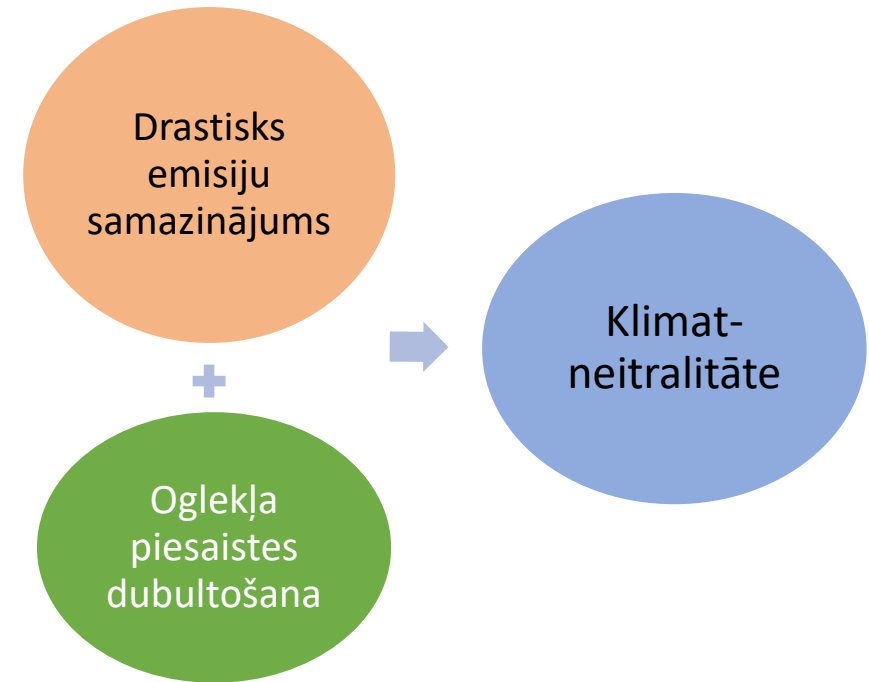 Drastisks
emisiju
samazinājums
Oglekļa
piesaistes
dubultošana
Klimat-
neitralitāte